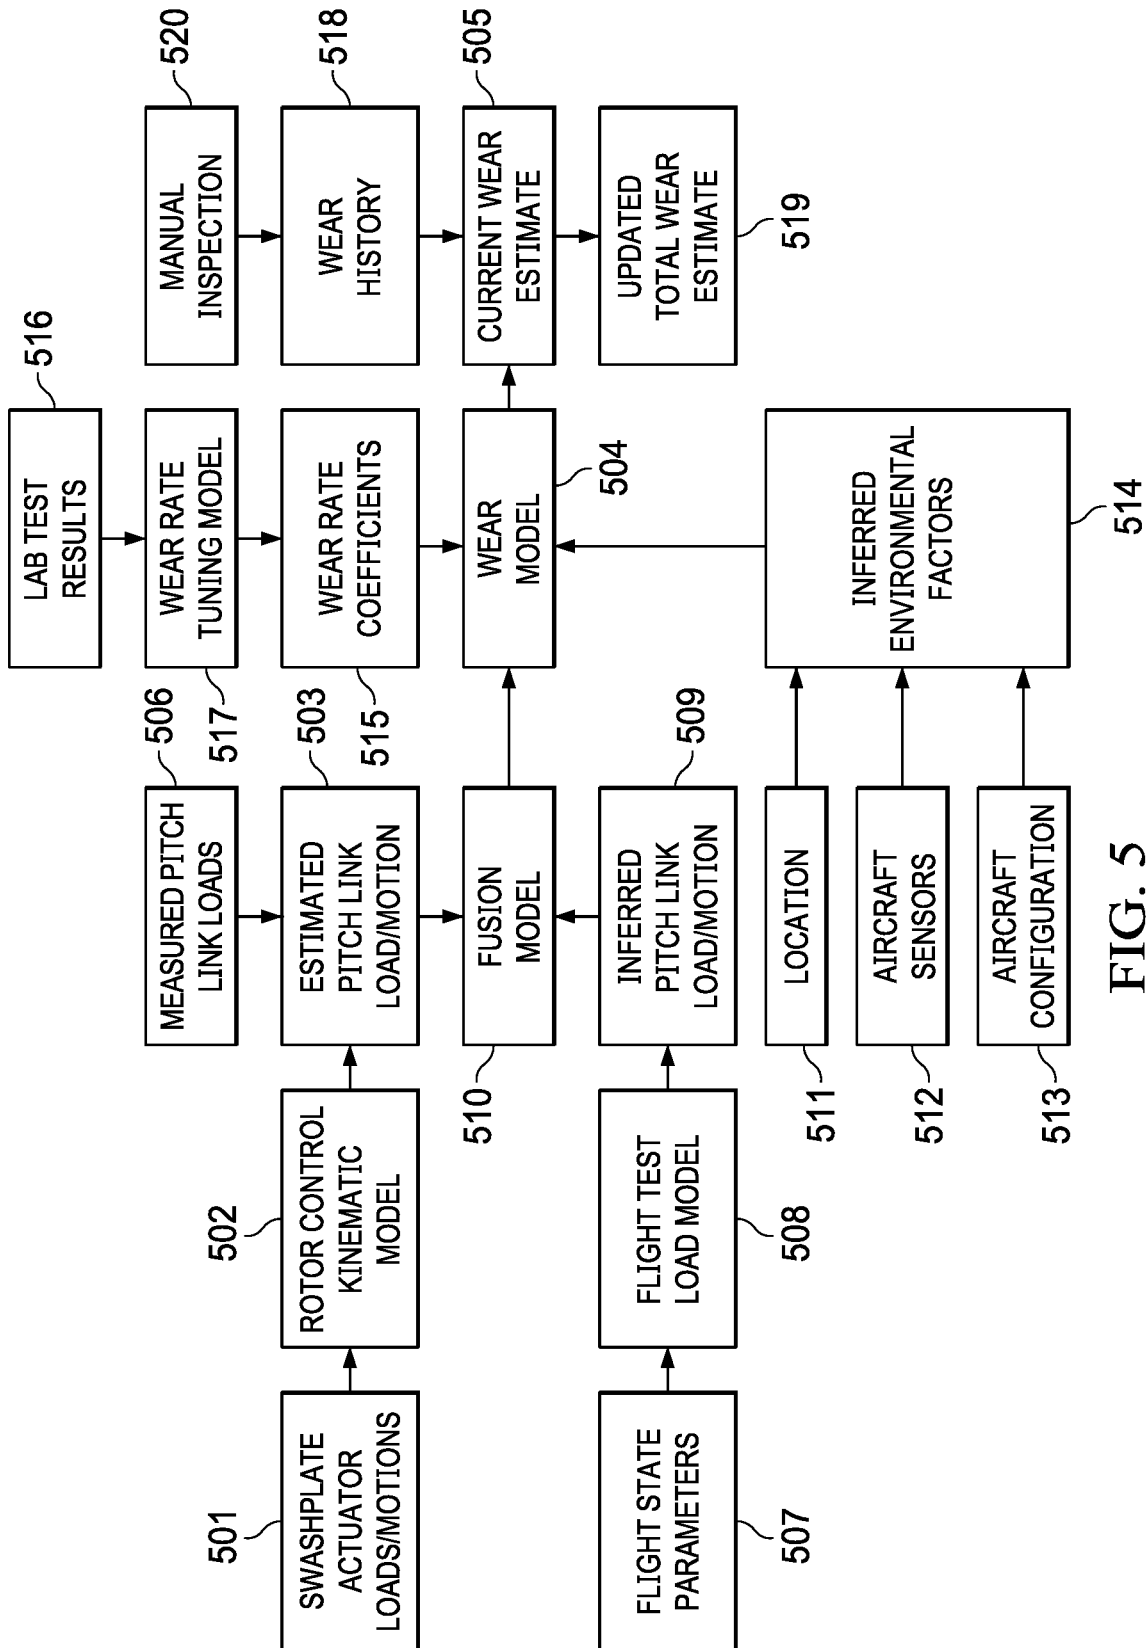 516
LAB TEST
RESULTS
506
MEASURED PITCH
LINK LOADS
517
WEAR RATE
TUNING MODEL
520
MANUAL
INSPECTION
501
SWASHPLATE
ACTUATOR
LOADS/MOTIONS
502
ROTOR CONTROL
KINEMATIC
MODEL
503
ESTIMATED
PITCH LINK
LOAD/MOTION
515
WEAR RATE
COEFFICIENTS
518
WEAR
HISTORY
510
FUSION
MODEL
504
WEAR
MODEL
505
CURRENT WEAR
ESTIMATE
507
FLIGHT STATE
PARAMETERS
508
FLIGHT TEST
LOAD MODEL
509
INFERRED
PITCH LINK
LOAD/MOTION
519
UPDATED
TOTAL WEAR
ESTIMATE
511
LOCATION
512
AIRCRAFT
SENSORS
513
AIRCRAFT
CONFIGURATION
514
INFERRED
ENVIRONMENTAL
FACTORS
FIG. 5